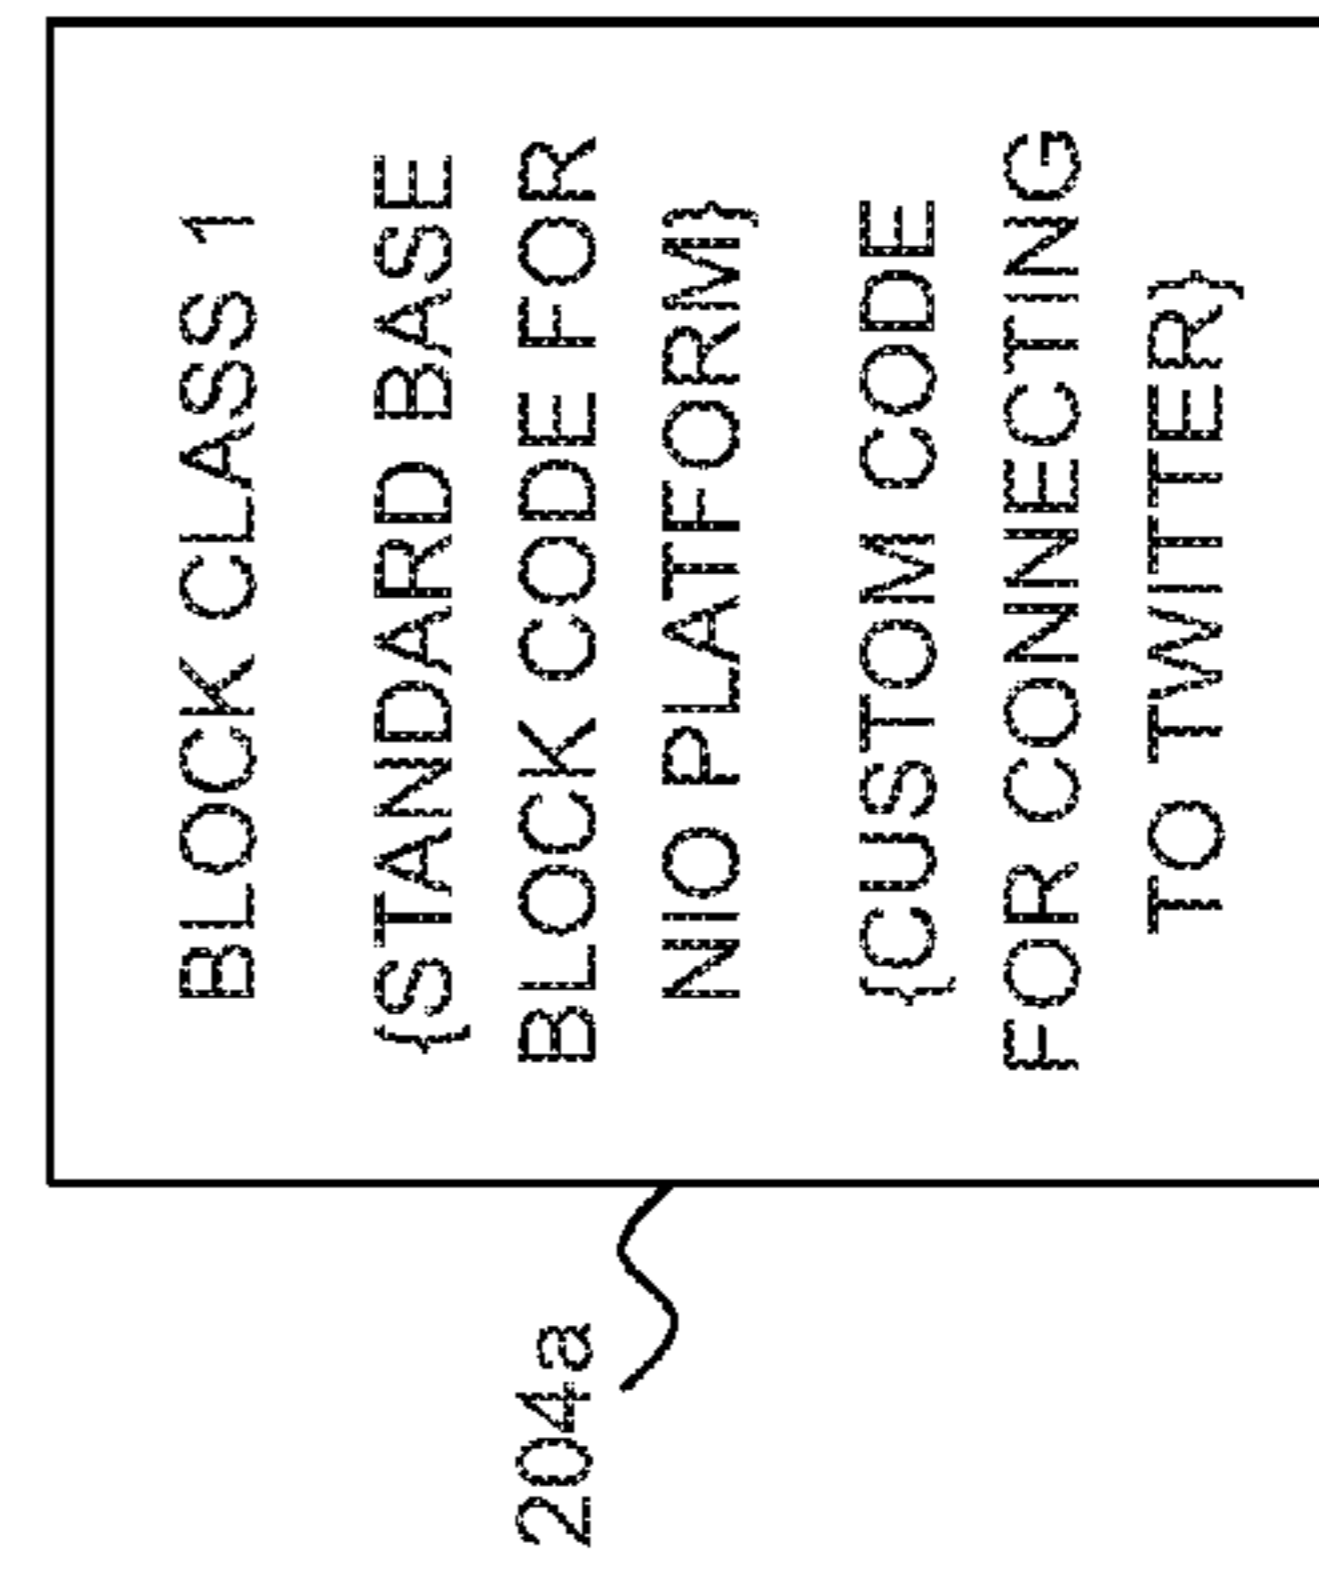 BLOCK CLASS 1
{STANDARD BASE
BLOCK CODE FOR
NIO PLATFORM}
{CUSTOM CODE
FOR CONNECTING
TO TWITTER}
204a